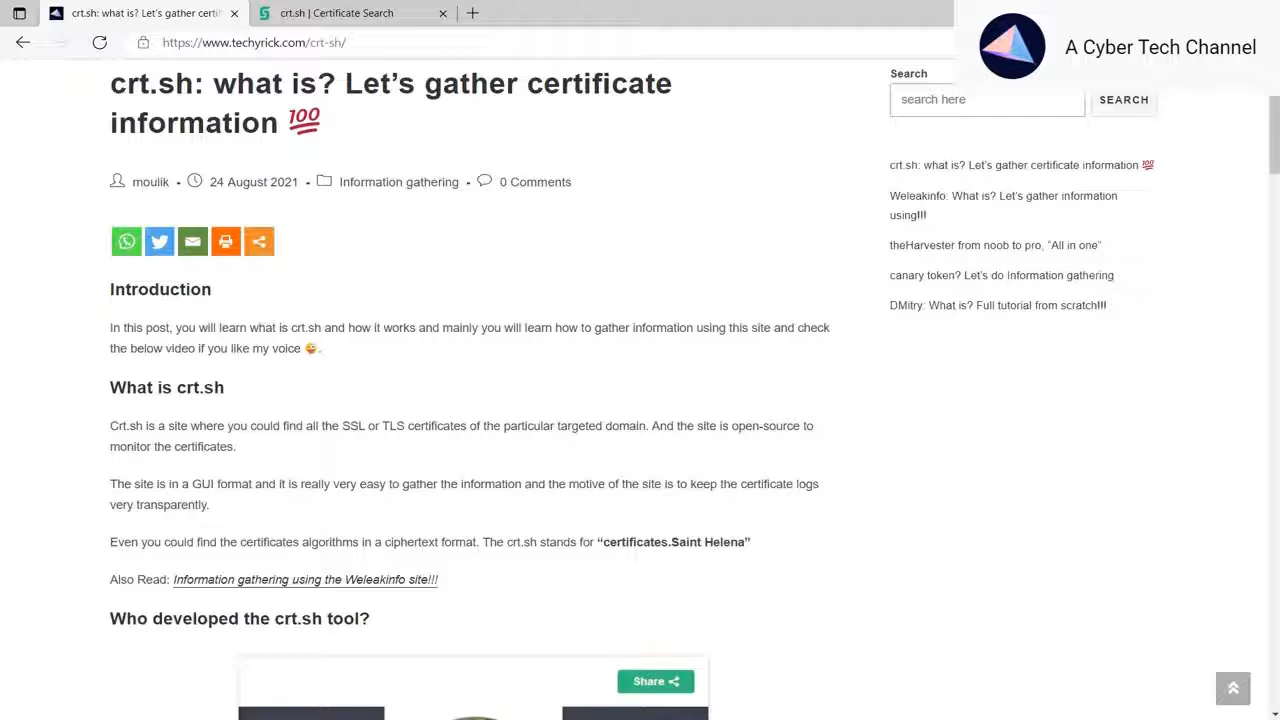 crt.sh: what is? Let's gather certifi
crt.sh | Certificate Search
https://www.techyrick.com/crt-sh/
A Cyber Tech Channel
crt.sh: what is? Let’s gather certificate
information 💯
moulik
24 August 2021
Information gathering
0 Comments
Introduction
In this post, you will learn what is crt.sh and how it works and mainly you will learn how to gather information using this site and check
the below video if you like my voice 😜.
What is crt.sh
Crt.sh is a site where you could find all the SSL or TLS certificates of the particular targeted domain. And the site is open-source to
monitor the certificates.
The site is in a GUI format and it is really very easy to gather the information and the motive of the site is to keep the certificate logs
very transparently.
Even you could find the certificates algorithms in a ciphertext format. The crt.sh stands for “certificates.Saint Helena”
Also Read: Information gathering using the Weleakinfo site!!!
Who developed the crt.sh tool?
Share
Search
search here
SEARCH
crt.sh: what is? Let’s gather certificate information 💯
Weleakinfo: What is? Let’s gather information
using!!!
theHarvester from noob to pro, “All in one”
canary token? Let’s do Information gathering
DMitry: What is? Full tutorial from scratch!!!